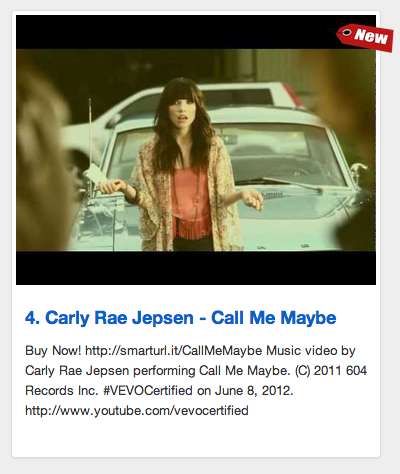 New
4. Carly Rae Jepsen - Call Me Maybe
Buy Now! http://smarturl.it/CallMeMaybe Music video by
Carly Rae Jepsen performing Call Me Maybe. (C) 2011 604
Records Inc. #VEVOCertified on June 8, 2012.
http://www.youtube.com/vevocertified